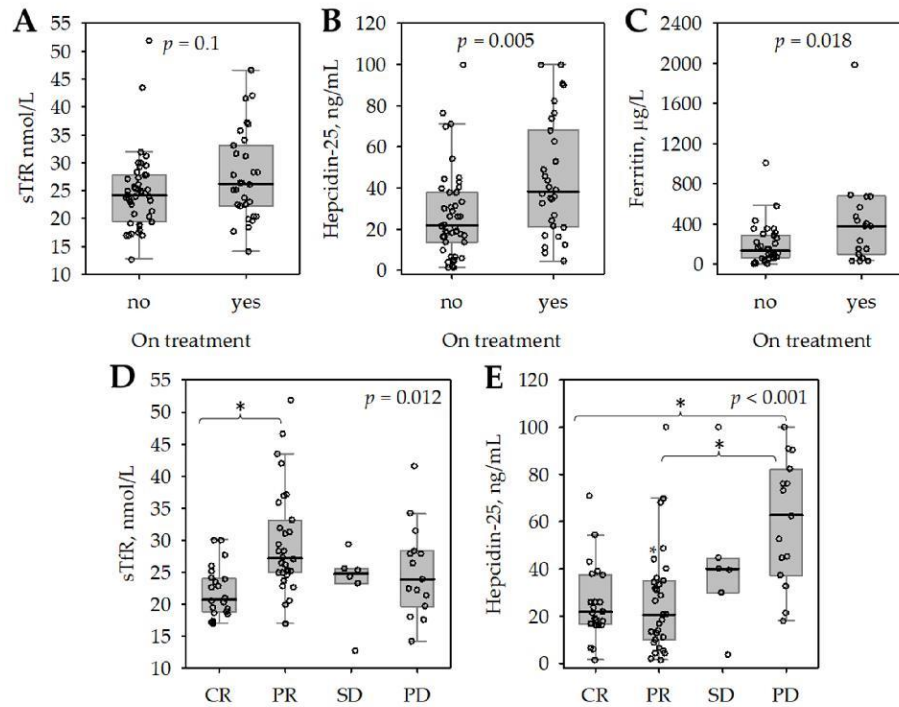 A
B
C
sTfR nmol/L
55
50
45
40
35
30
25
20
15
10
p = 0.1
no
yes
On treatment
Hepcidin-25, ng/mL
120
100
80
60
40
20
0
p = 0.005
no
yes
On treatment
Ferritin, µg/L
2400
2000
1600
1200
800
400
0
p = 0.018
no
yes
On treatment
D
E
sTfR, nmol/L
55
50
45
40
35
30
25
20
15
10
*
p = 0.012
CR
PR
SD
PD
Hepcidin-25, ng/mL
120
100
80
60
40
20
0
*
p < 0.001
*
*
CR
PR
SD
PD